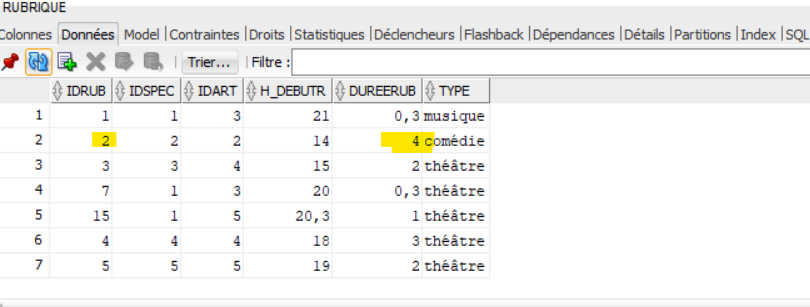 RUBRIQUE
Colonnes Données Model Contraintes Droits Statistiques Déclencheurs Flashback Dépendances Détails Partitions Index SQL
Trier... Filtre :
IDRUB IDSPEC IDART H_DEBUTR DUREERUB TYPE
1 1 1 3 21 0,3 musique
2 2 2 2 14 4 comédie
3 3 3 4 15 2 théâtre
4 7 1 3 20 0,3 théâtre
5 15 1 5 20,3 1 théâtre
6 4 4 4 18 3 théâtre
7 5 5 5 19 2 théâtre